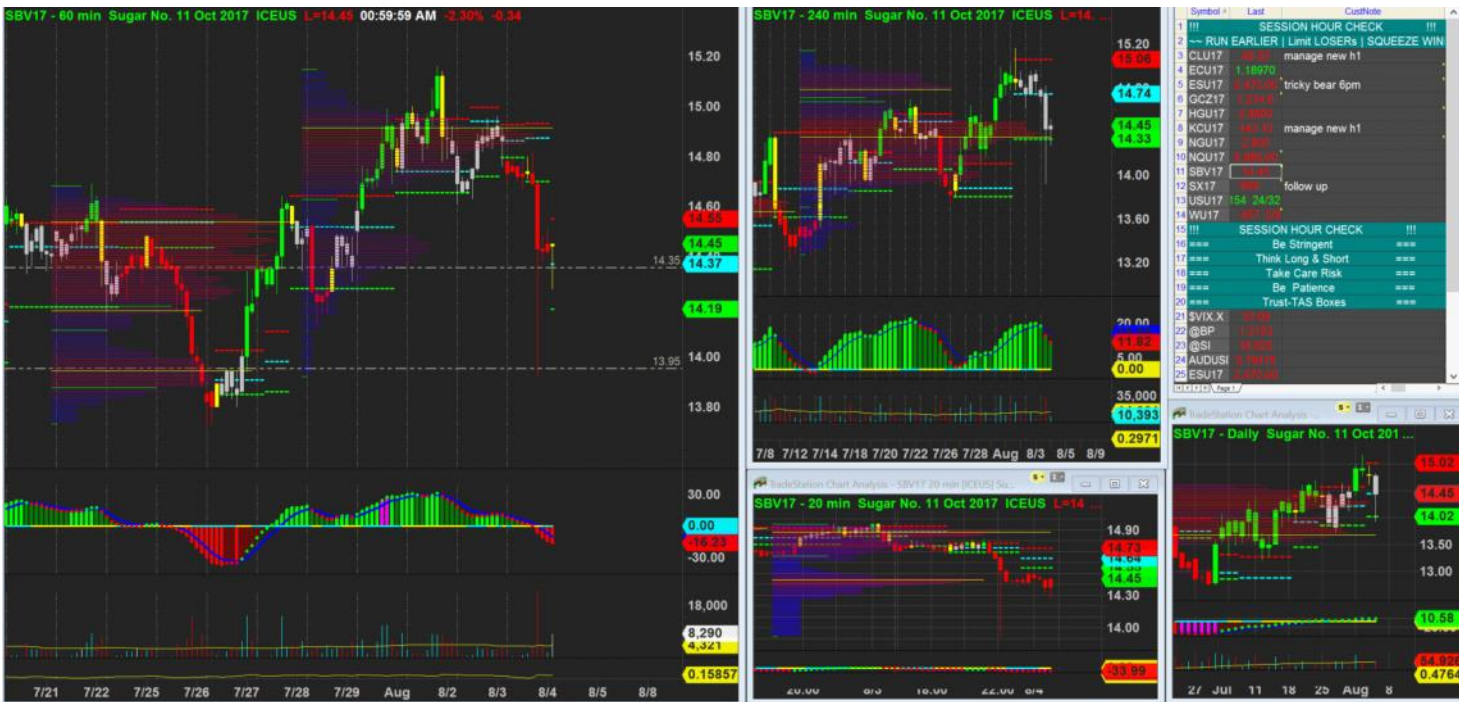 SBV17 - 60 min Sugar No. 11 Oct 2017 ICEUS L=14.45 00:59:59 AM -2.30% -0.34
15.20
15.00
14.80
14.60
14.55
14.45
14.35
14.37
14.19
14.00
13.95
13.80
30.00
0.00
-16.23
-30.00
18,000
8,290
4,321
0.15857
7/21 7/22 7/25 7/26 7/27 7/28 7/29 Aug 8/2 8/3 8/4 8/5 8/8
SBV17 - 240 min Sugar No. 11 Oct 2017 ICEUS L=14. ...
15.20
15.06
14.74
14.45
14.33
14.00
13.60
13.20
20.00
11.82
5.00
0.00
35,000
10,393
0.2971
7/8 7/12 7/14 7/18 7/20 7/22 7/26 7/28 Aug 8/3 8/5 8/9
TradeStation Chart Analysis - SBV17 20 min [ICEUS] Su...
SBV17 - 20 min Sugar No. 11 Oct 2017 ICEUS L=14 ...
14.90
14.73
14.64
14.45
14.30
14.00
-33.99
20:00 8/3 18:00 22:00 8/4
Symbol Last CustNote
1 !!! SESSION HOUR CHECK !!!
2 ~~ RUN EARLIER | Limit LOSERs | SQUEEZE WIN
3 CLU17 manage new h1
4 ECU17 1.18970
5 ESU17 tricky bear 6pm
6 GCZ17
7 HGU17
8 KCU17 manage new h1
9 NGU17
10 NQU17
11 SBV17
12 SX17 follow up
13 USU17 154 24/32
14 WU17
15 !!! SESSION HOUR CHECK !!!
16 === Be Stringent ===
17 === Think Long & Short ===
18 === Take Care Risk ===
19 === Be Patience ===
20 === Trust-TAS Boxes ===
21 $VIX.X
22 @BP
23 @SI
24 AUDUSI
25 ESU17
Page 1
TradeStation Chart Analysis -...
SBV17 - Daily Sugar No. 11 Oct 201 ...
15.02
14.45
14.02
13.50
13.00
10.58
54,928
0.4764
27 Jul 11 18 25 Aug 8